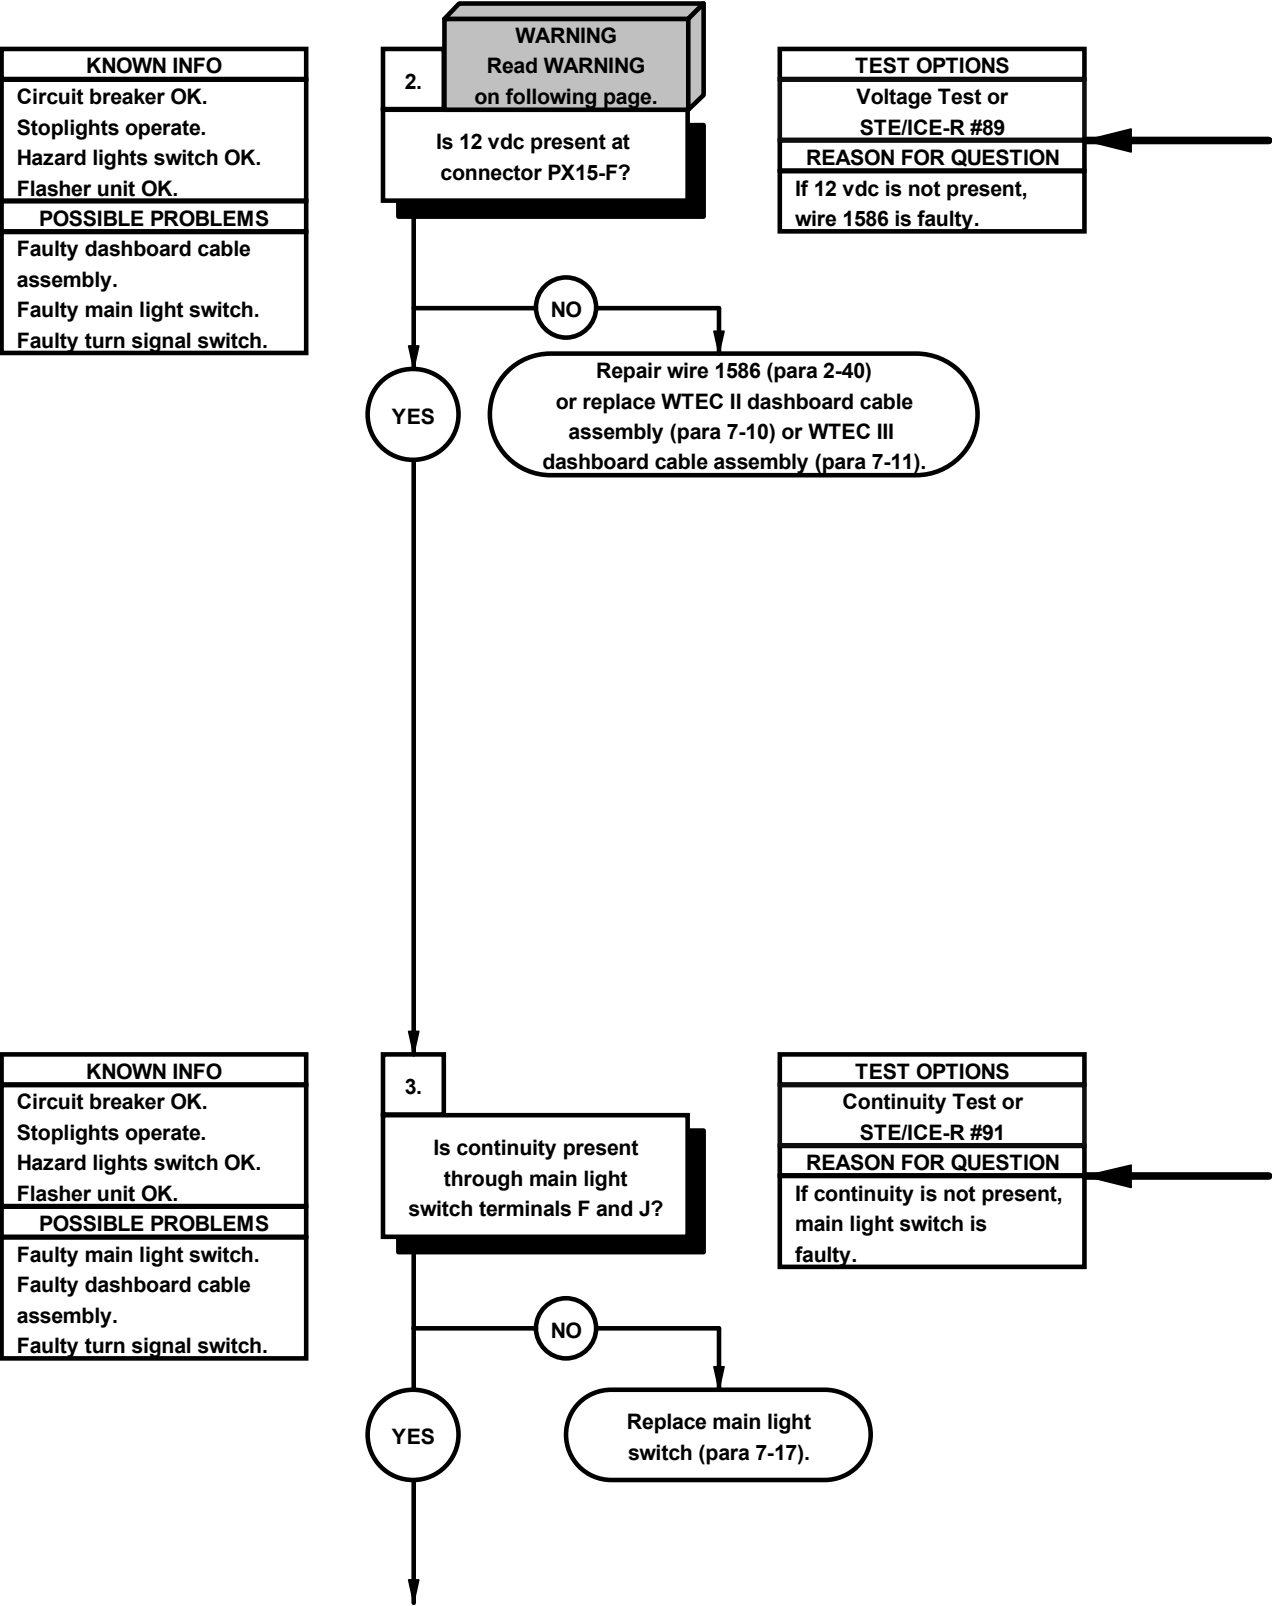 KNOWN INFO
Circuit breaker OK.
Stoplights operate.
Hazard lights switch OK.
Flasher unit OK.
POSSIBLE PROBLEMS
Faulty dashboard cable
assembly.
Faulty main light switch.
Faulty turn signal switch.
WARNING
Read WARNING
on following page.
2.
Is 12 vdc present at
connector PX15-F?
TEST OPTIONS
Voltage Test or
STE/ICE-R #89
REASON FOR QUESTION
If 12 vdc is not present,
wire 1586 is faulty.
NO
YES
Repair wire 1586 (para 2-40)
or replace WTEC II dashboard cable
assembly (para 7-10) or WTEC III
dashboard cable assembly (para 7-11).
KNOWN INFO
Circuit breaker OK.
Stoplights operate.
Hazard lights switch OK.
Flasher unit OK.
POSSIBLE PROBLEMS
Faulty main light switch.
Faulty dashboard cable
assembly.
Faulty turn signal switch.
3.
Is continuity present
through main light
switch terminals F and J?
TEST OPTIONS
Continuity Test or
STE/ICE-R #91
REASON FOR QUESTION
If continuity is not present,
main light switch is
faulty.
NO
YES
Replace main light
switch (para 7-17).